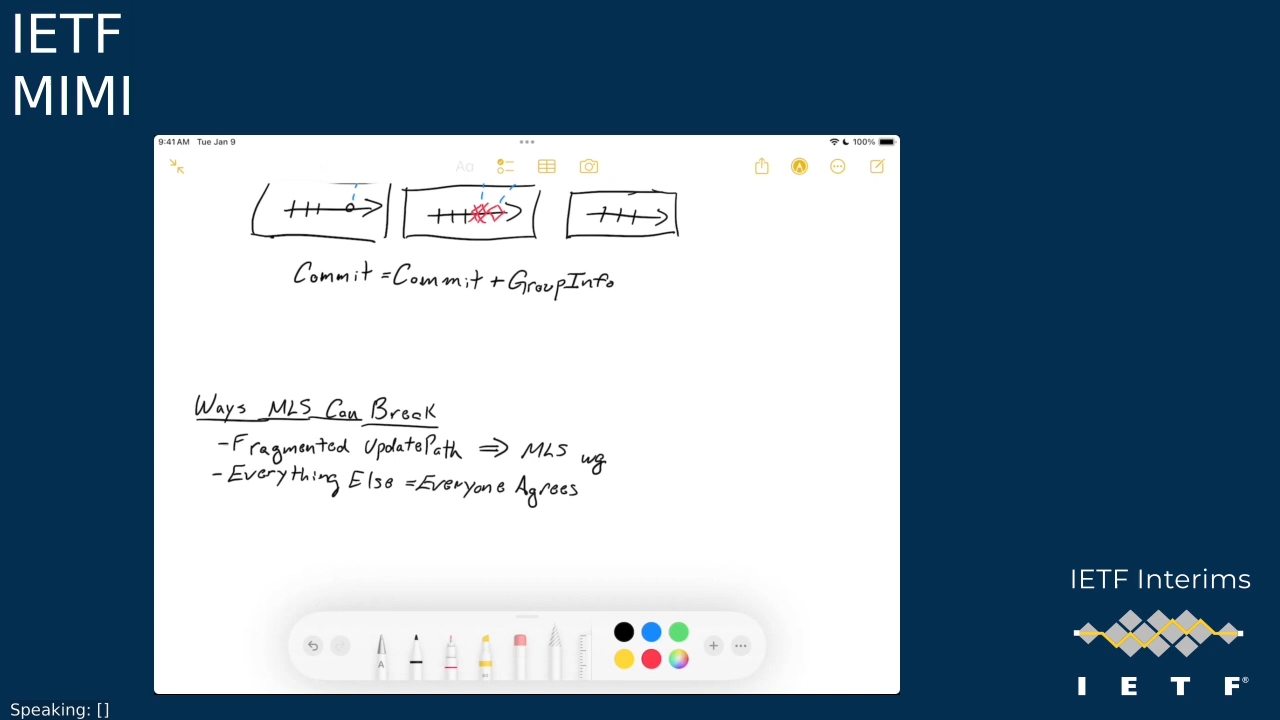 IETF
MIMI
9:41 AM Tue Jan 9
100%
Aa
Commit = Commit + GroupInfo
Ways MLS Can Break
- Fragmented UpdatePath ⇒ MLS wg
- Everything Else = Everyone Agrees
A
IETF Interims
I E T F®
Speaking: []